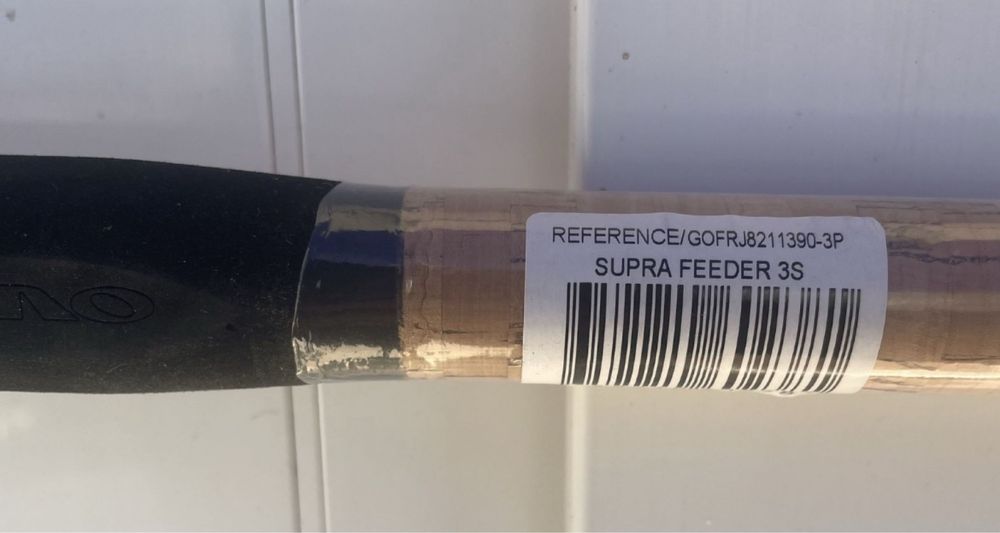 REFERENCE/GOFRJ8211390-3P
SUPRA FEEDER 3S